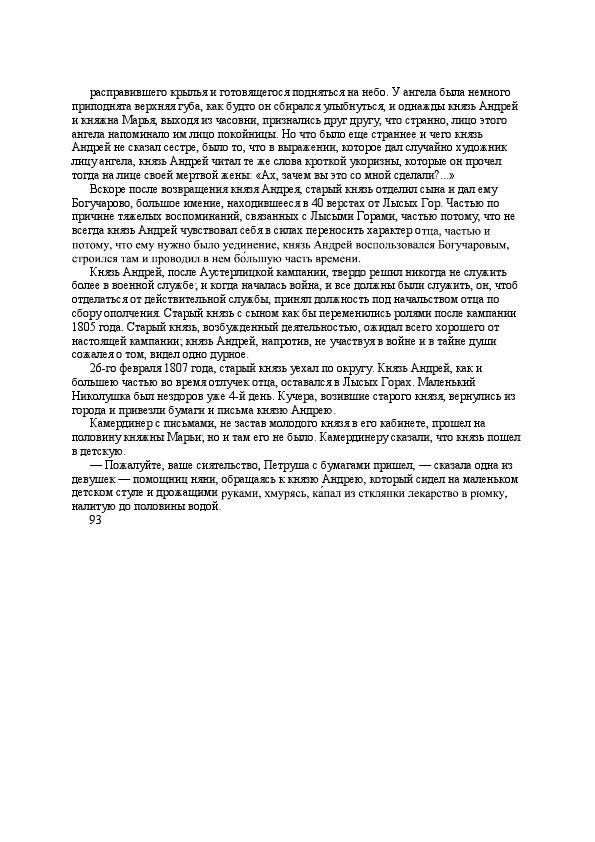 расправившего крылья и готовящегося подняться на небо. У ангела была немного
приподнята верхняя губа, как будто он сбирался улыбнуться, и однажды князь Андрей
и княжна Марья, выходя из часовни, признались друг другу, что странно, лицо этого
ангела напоминало им лицо покойницы. Но что было еще страннее и чего князь
Андрей не сказал сестре, было то, что в выражении, которое дал случайно художник
лицу ангела, князь Андрей читал те же слова кроткой укоризны, которые он прочел
тогда на лице своей мертвой жены: «Ах, зачем вы это со мной сделали?...»
Вскоре после возвращения князя Андрея, старый князь отделил сына и дал ему
Богучарово, большое имение, находившееся в 40 верстах от Лысых Гор. Частью по
причине тяжелых воспоминаний, связанных с Лысыми Горами, частью потому, что не
всегда князь Андрей чувствовал себя в силах переносить характер отца, частью и
потому, что ему нужно было уединение, князь Андрей воспользовался Богучаровым,
строился там и проводил в нем бо́льшую часть времени.
Князь Андрей, после Аустерлицкой кампании, твердо решил никогда не служить
более в военной службе; и когда началась война, и все должны были служить, он, чтоб
отделаться от действительной службы, принял должность под начальством отца по
сбору ополчения. Старый князь с сыном как бы переменились ролями после кампании
1805 года. Старый князь, возбужденный деятельностью, ожидал всего хорошего от
настоящей кампании; князь Андрей, напротив, не участвуя в войне и в тайне души
сожалея о том, видел одно дурное.
26-го февраля 1807 года, старый князь уехал по округу. Князь Андрей, как и
большею частью во время отлучек отца, оставался в Лысых Горах. Маленький
Николушка был нездоров уже 4-й день. Кучера, возившие старого князя, вернулись из
города и привезли бумаги и письма князю Андрею.
Камердинер с письмами, не застав молодого князя в его кабинете, прошел на
половину княжны Марьи; но и там его не было. Камердинеру сказали, что князь пошел
в детскую.
— Пожалуйте, ваше сиятельство, Петруша с бумагами пришел, — сказала одна из
девушек — помощниц няни, обращаясь к князю Андрею, который сидел на маленьком
детском стуле и дрожащими руками, хмурясь, ка́пал из стклянки лекарство в рюмку,
налитую до половины водой.
93